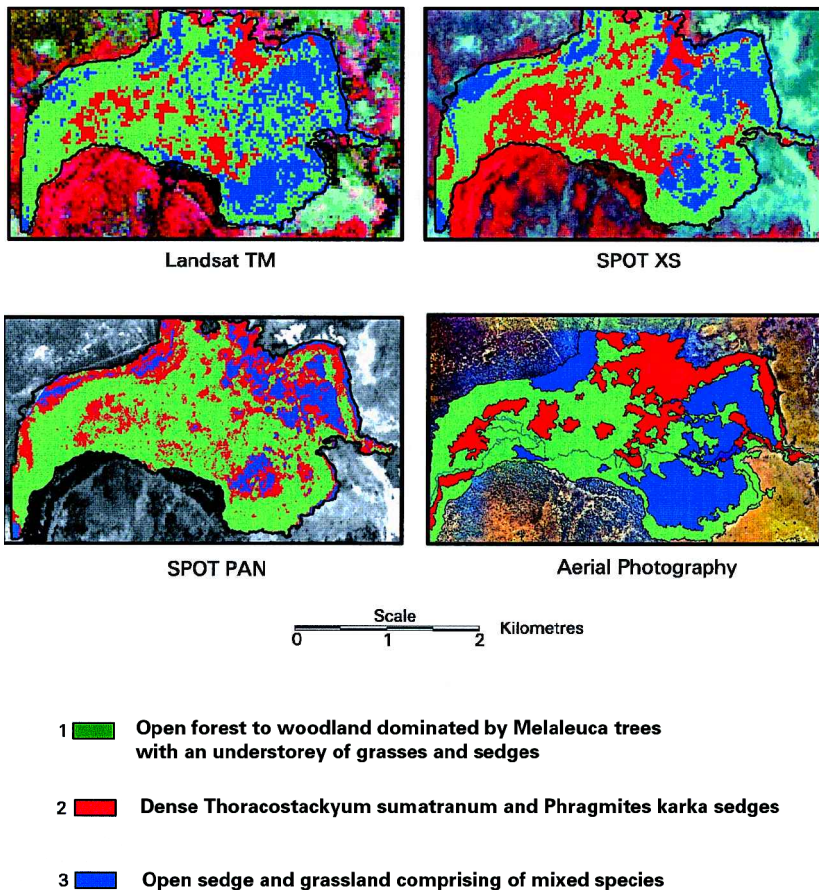 Landsat TM
SPOT XS
SPOT PAN
Aerial Photography
Scale
0 1 2 Kilometres
1 Open forest to woodland dominated by Melaleuca trees
with an understorey of grasses and sedges
2 Dense Thoracostackyum sumatranum and Phragmites karka sedges
3 Open sedge and grassland comprising of mixed species